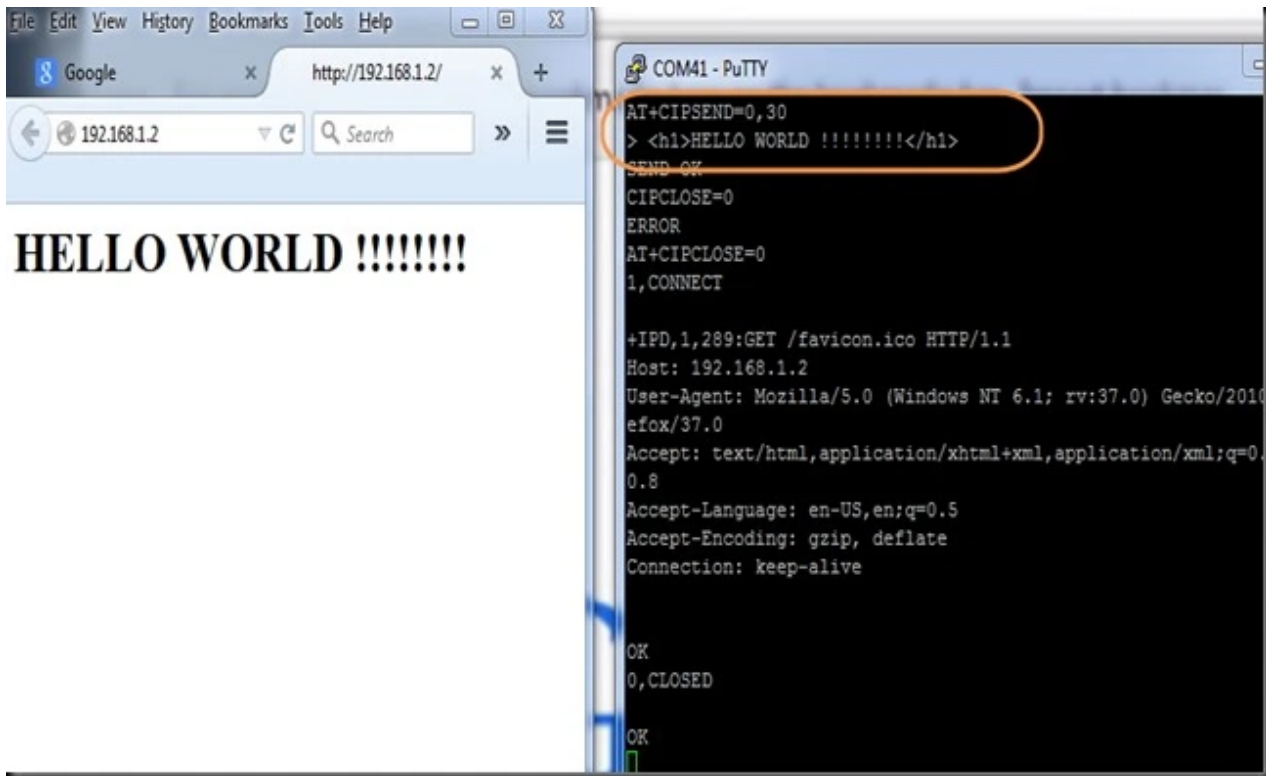 File Edit View History Bookmarks Tools Help
Google
http://192.168.1.2/
192.168.1.2
Search
HELLO WORLD !!!!!!!!
COM41 - PuTTY
AT+CIPSEND=0,30
> <h1>HELLO WORLD !!!!!!!!</h1>
SEND OK
CIPCLOSE=0
ERROR
AT+CIPCLOSE=0
1,CONNECT
+IPD,1,289:GET /favicon.ico HTTP/1.1
Host: 192.168.1.2
User-Agent: Mozilla/5.0 (Windows NT 6.1; rv:37.0) Gecko/2010
efox/37.0
Accept: text/html,application/xhtml+xml,application/xml;q=0.
0.8
Accept-Language: en-US,en;q=0.5
Accept-Encoding: gzip, deflate
Connection: keep-alive
OK
0,CLOSED
OK